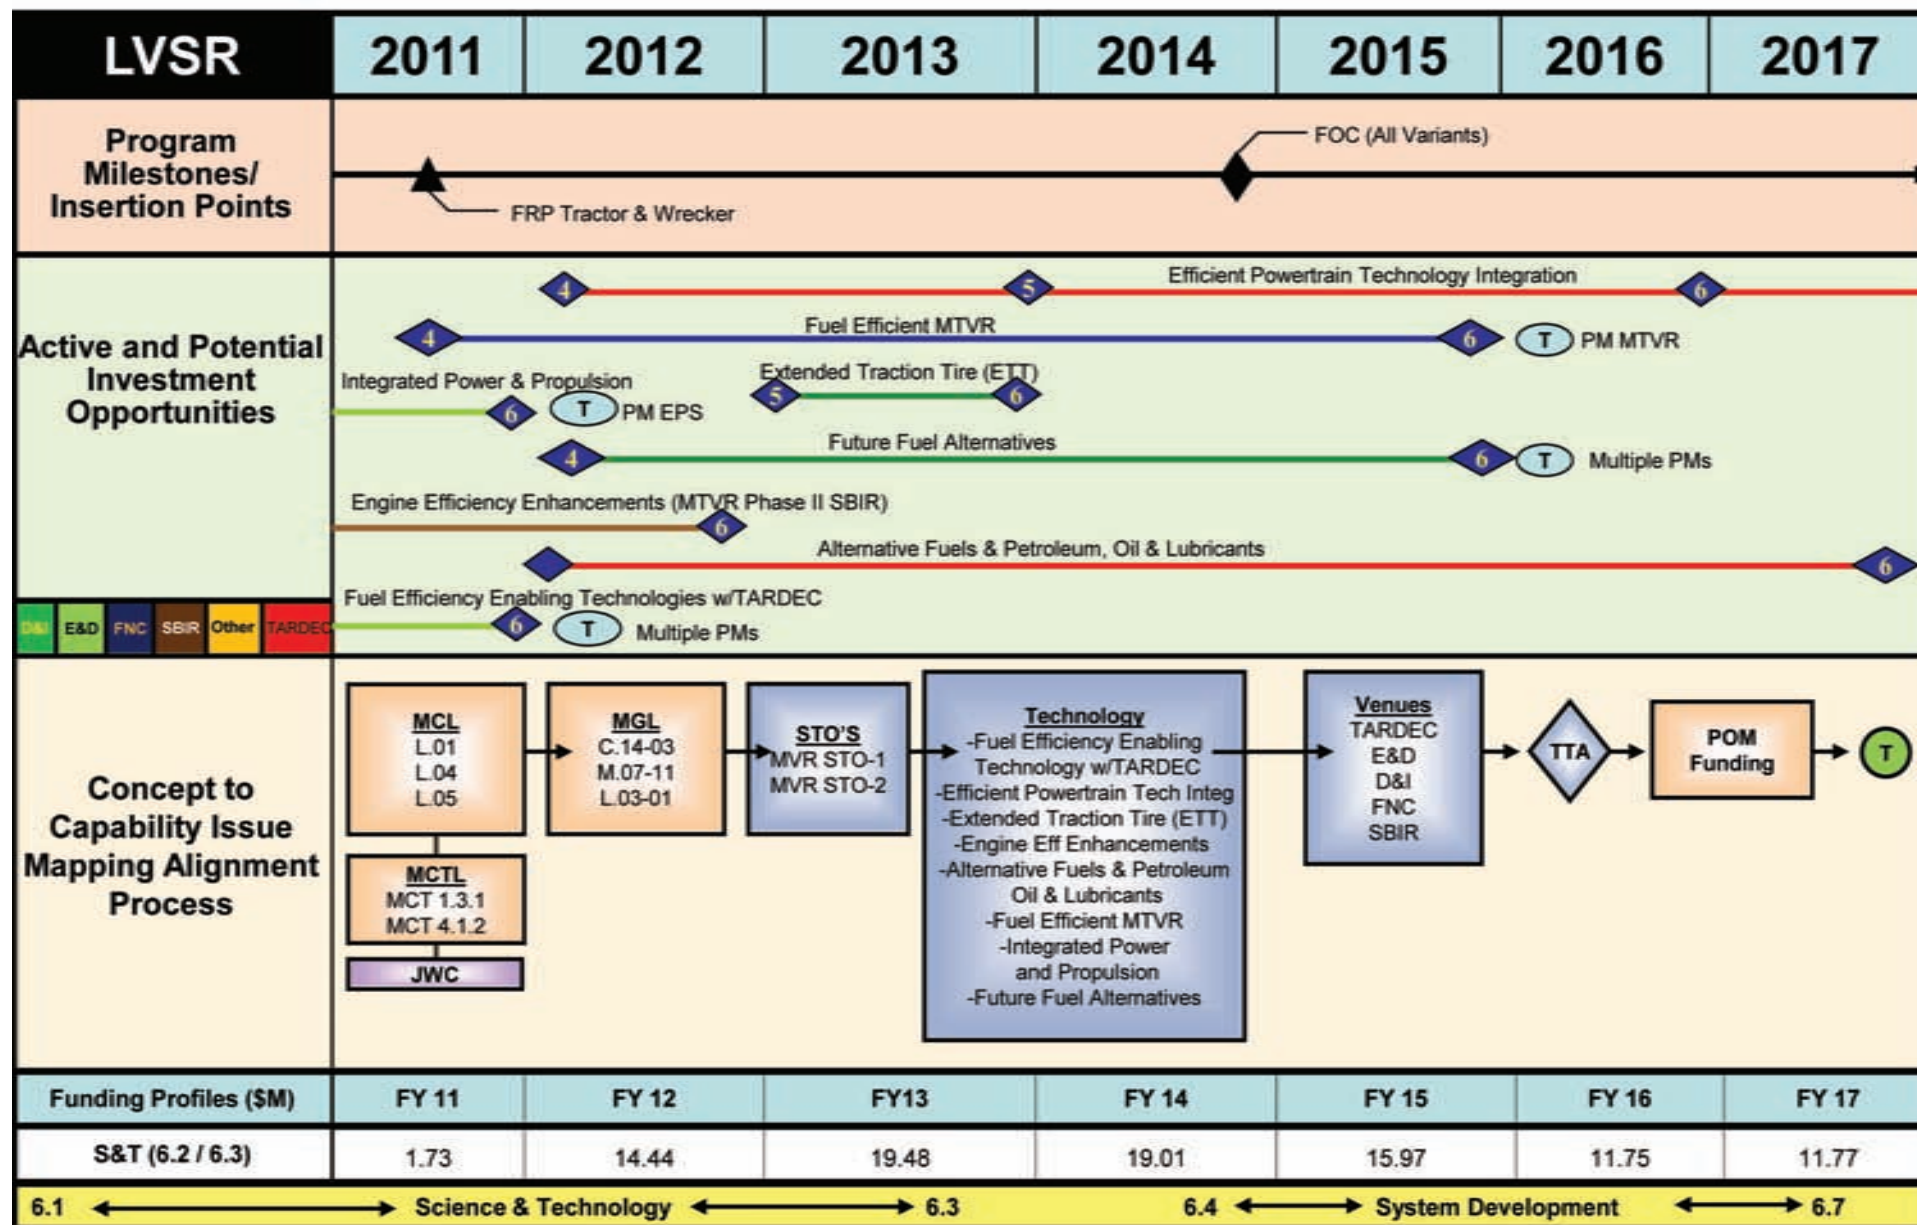 LVSR 2011 2012 2013 2014 2015 2016 2017
Program
Milestones/
Insertion Points
FOC (All Variants)
FRP Tractor & Wrecker
Active and Potential
Investment
Opportunities
Efficient Powertrain Technology Integration
4 5 6
Fuel Efficient MTVR
4 6 T PM MTVR
Integrated Power & Propulsion
6 T PM EPS
Extended Traction Tire (ETT)
5 6
Future Fuel Alternatives
4 6 T Multiple PMs
Engine Efficiency Enhancements (MTVR Phase II SBIR)
6
Alternative Fuels & Petroleum, Oil & Lubricants
6
Fuel Efficiency Enabling Technologies w/TARDEC
6 T Multiple PMs
D&I E&D FNC SBIR Other TARDEC
Concept to
Capability Issue
Mapping Alignment
Process
MCL
L.01
L.04
L.05
MCTL
MCT 1.3.1
MCT 4.1.2
JWC
MGL
C.14-03
M.07-11
L.03-01
STO'S
MVR STO-1
MVR STO-2
Technology
-Fuel Efficiency Enabling
Technology w/TARDEC
-Efficient Powertrain Tech Integ
-Extended Traction Tire (ETT)
-Engine Eff Enhancements
-Alternative Fuels & Petroleum
Oil & Lubricants
-Fuel Efficient MTVR
-Integrated Power
and Propulsion
-Future Fuel Alternatives
Venues
TARDEC
E&D
D&I
FNC
SBIR
TTA
POM
Funding
T
Funding Profiles ($M) FY 11 FY 12 FY13 FY 14 FY 15 FY 16 FY 17
S&T (6.2 / 6.3) 1.73 14.44 19.48 19.01 15.97 11.75 11.77
6.1 Science & Technology 6.3 6.4 System Development 6.7